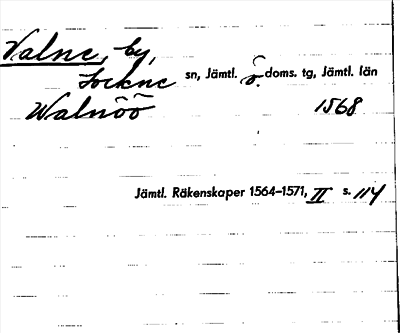 Valne, by,
Lockne sn, Jämtl. ö. doms. tg, Jämtl. län
Walnöö 1568
Jämtl. Räkenskaper 1564-1571, II s. 114